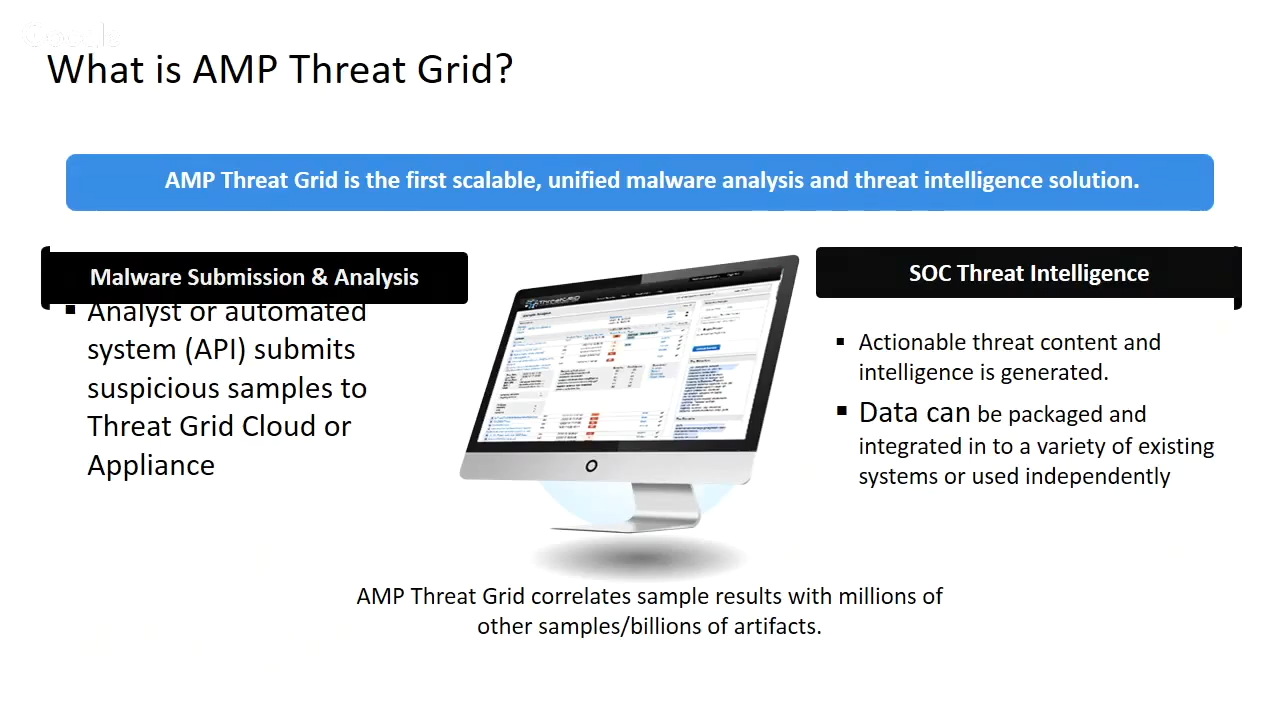 What is AMP Threat Grid?
AMP Threat Grid is the first scalable, unified malware analysis and threat intelligence solution.
Malware Submission & Analysis
▪ Analyst or automated
system (API) submits
suspicious samples to
Threat Grid Cloud or
Appliance
SOC Threat Intelligence
▪ Actionable threat content and
intelligence is generated.
▪ Data can be packaged and
integrated in to a variety of existing
systems or used independently
AMP Threat Grid correlates sample results with millions of
other samples/billions of artifacts.